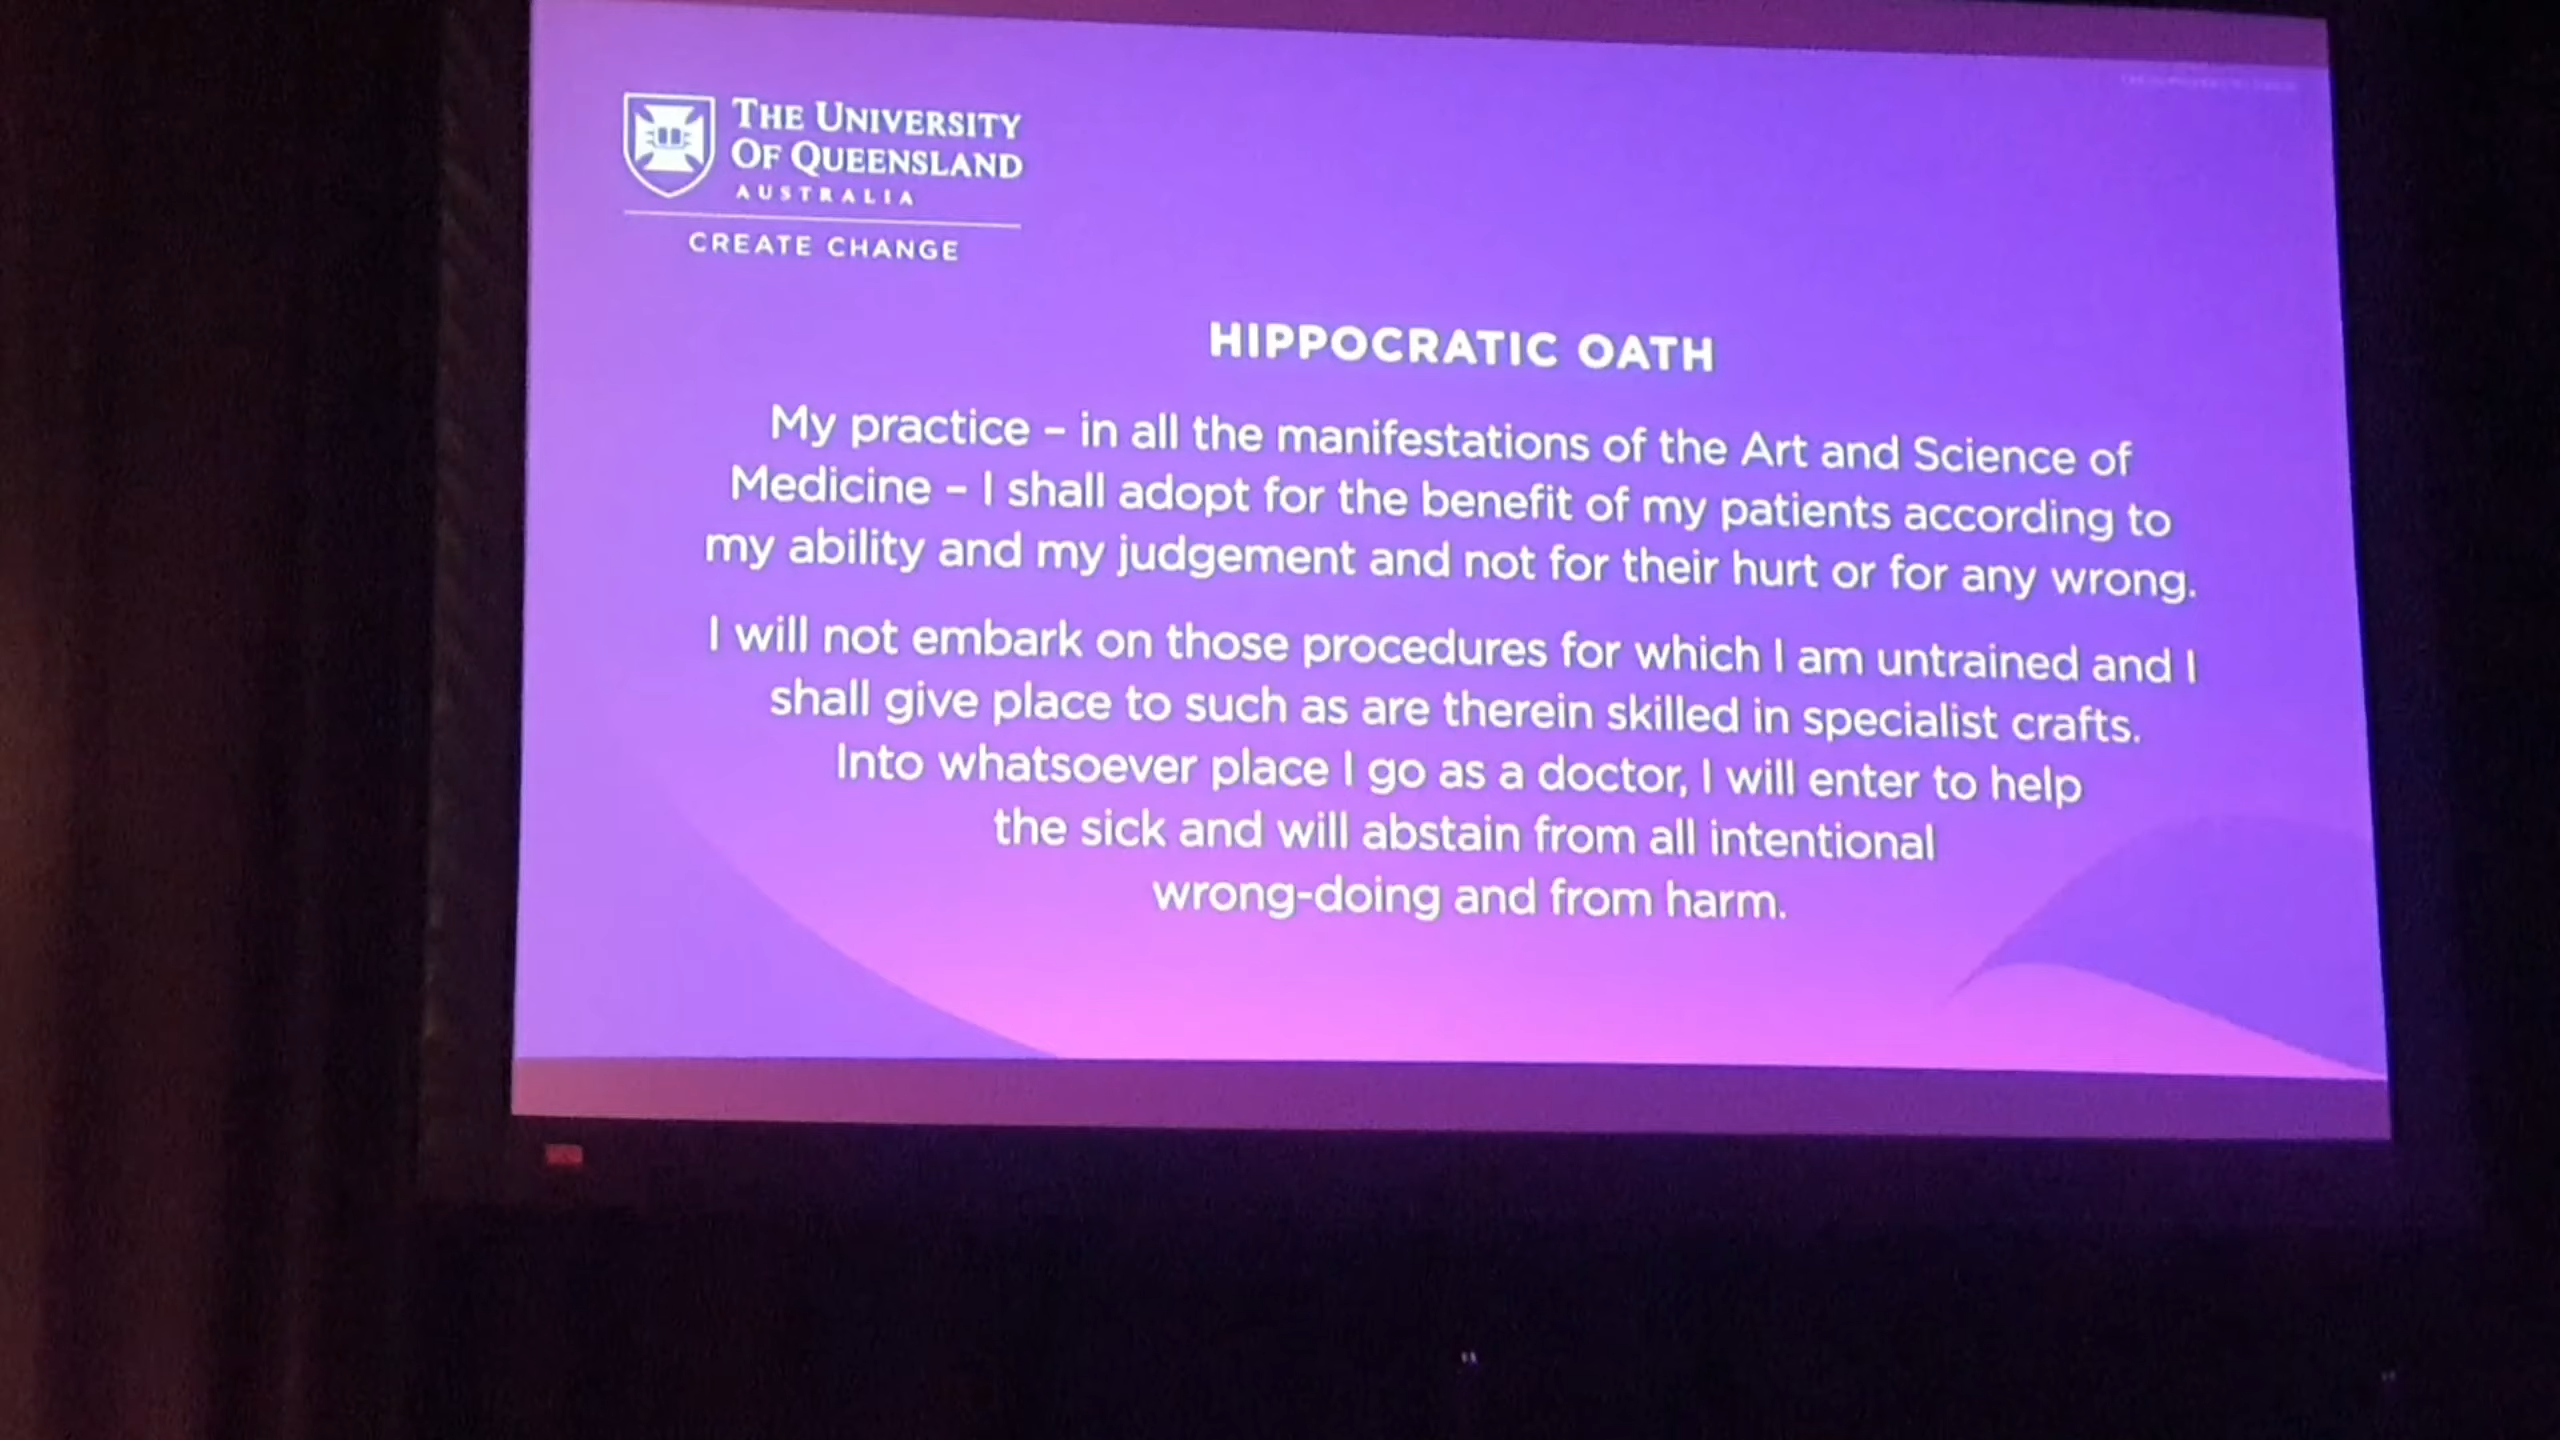 THE UNIVERSITY
OF QUEENSLAND
AUSTRALIA
CREATE CHANGE
HIPPOCRATIC OATH
My practice – in all the manifestations of the Art and Science of
Medicine – I shall adopt for the benefit of my patients according to
my ability and my judgement and not for their hurt or for any wrong.
I will not embark on those procedures for which I am untrained and I
shall give place to such as are therein skilled in specialist crafts.
Into whatsoever place I go as a doctor, I will enter to help
the sick and will abstain from all intentional
wrong-doing and from harm.